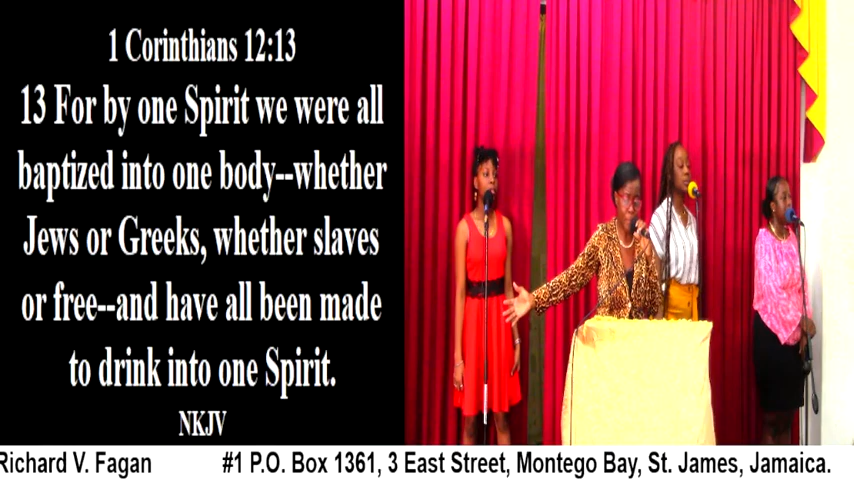 1 Corinthians 12:13
13 For by one Spirit we were all
baptized into one body--whether
Jews or Greeks, whether slaves
or free--and have all been made
to drink into one Spirit.
NKJV
Richard V. Fagan #1 P.O. Box 1361, 3 East Street, Montego Bay, St. James, Jamaica.